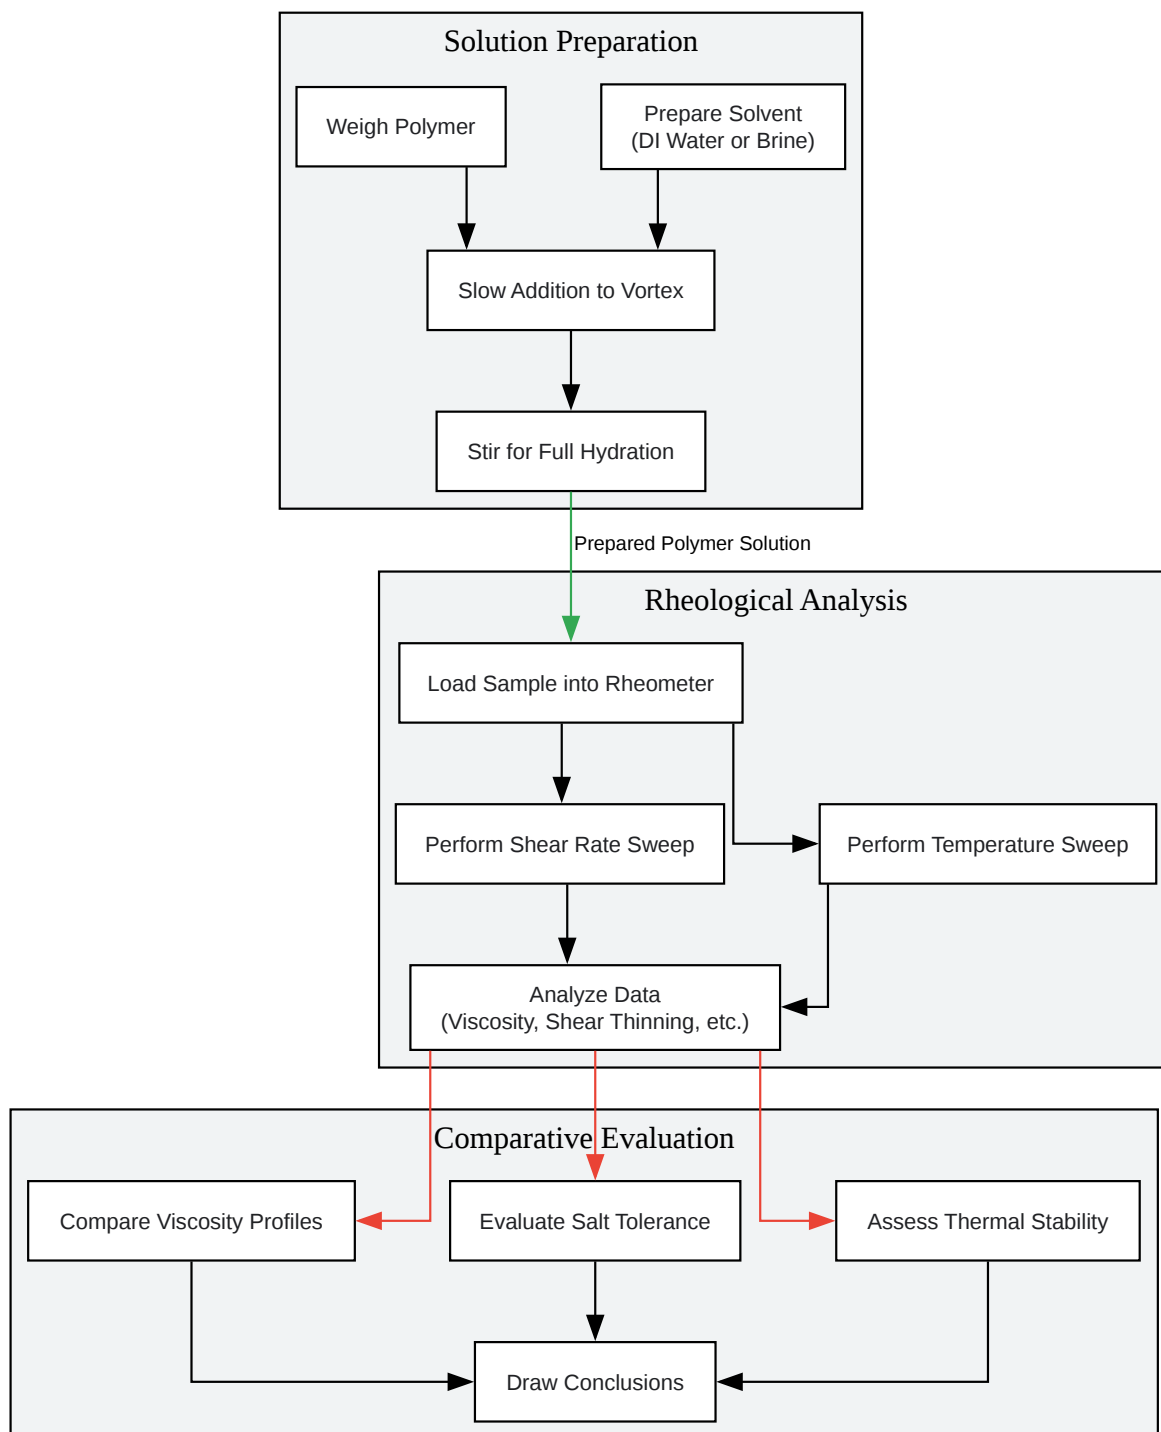 Solution Preparation
Weigh Polymer
Prepare Solvent
(DI Water or Brine)
Slow Addition to Vortex
Stir for Full Hydration
Prepared Polymer Solution
Rheological Analysis
Load Sample into Rheometer
Perform Shear Rate Sweep
Perform Temperature Sweep
Analyze Data
(Viscosity, Shear Thinning, etc.)
Comparative Evaluation
Compare Viscosity Profiles
Evaluate Salt Tolerance
Assess Thermal Stability
Draw Conclusions